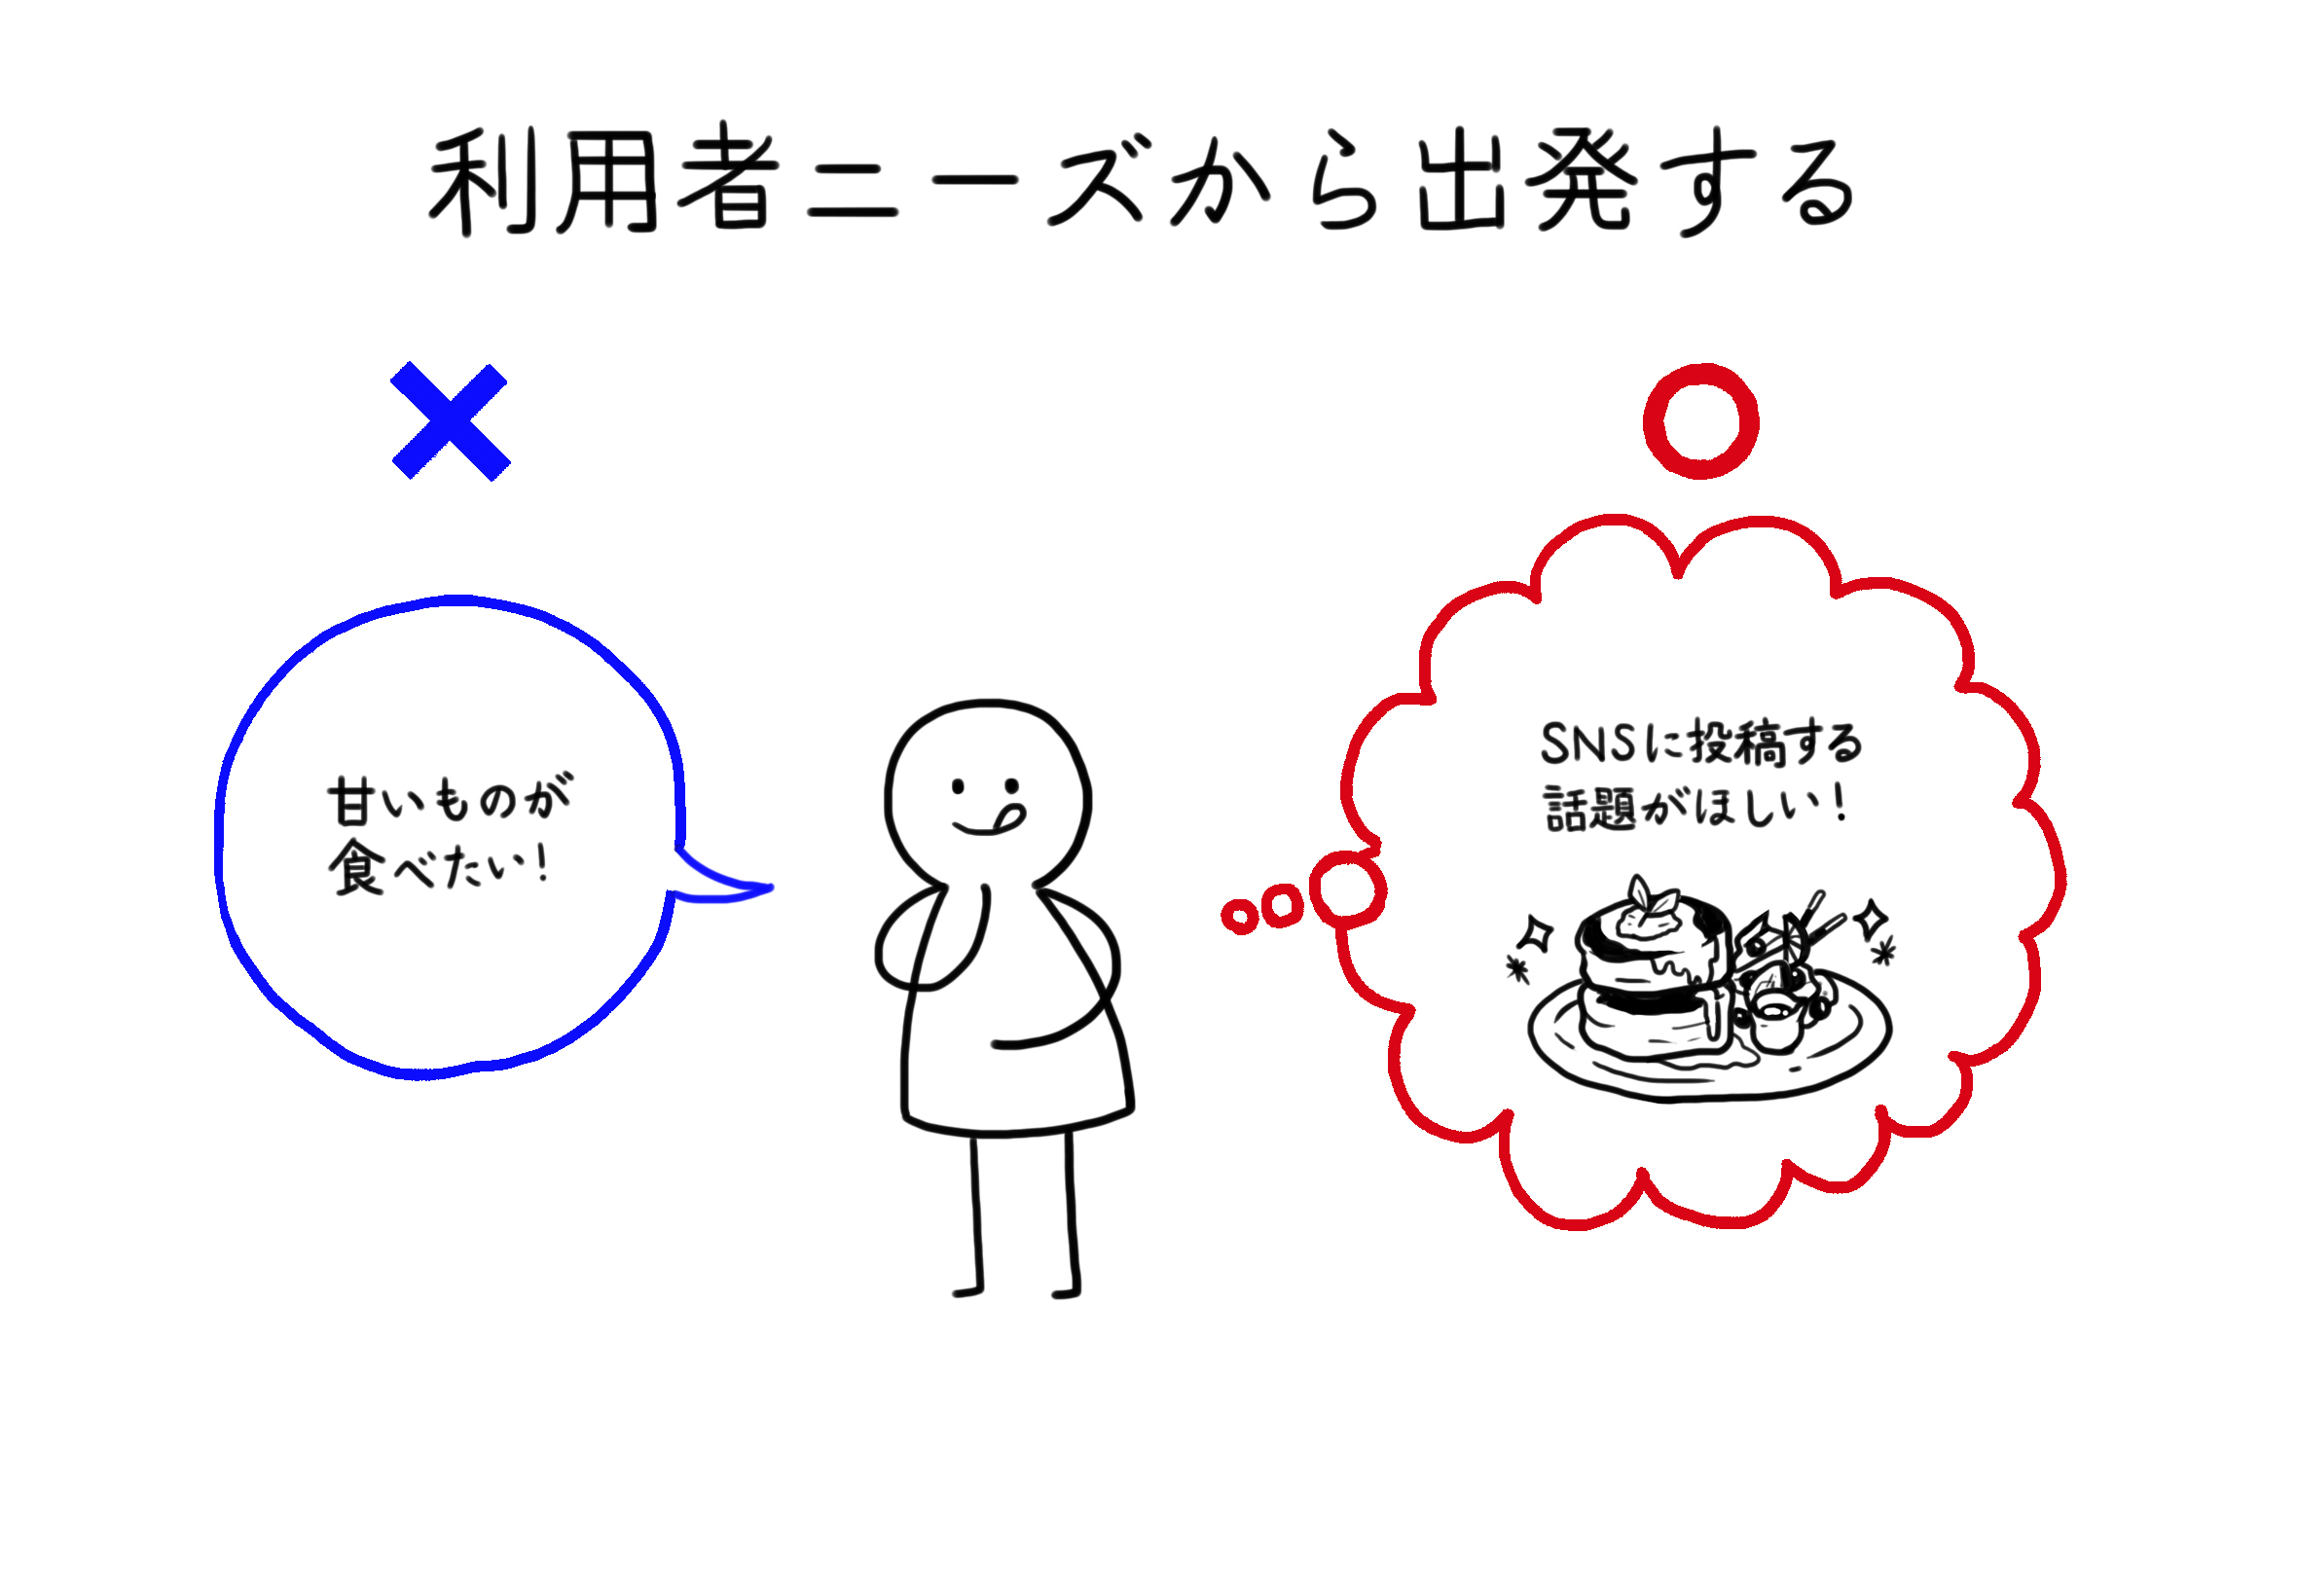 利用者ニーズから出発する
甘いものが
食べたい!
SNSに投稿する
話題がほしい!